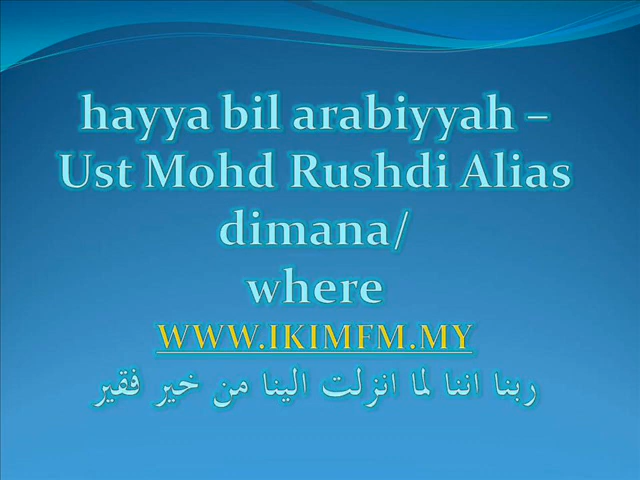 hayya bil arabiyyah –
Ust Mohd Rushdi Alias
dimana/
where
WWW.IKIMFM.MY
ربنا اننا لما انزلت الينا من خير فقير